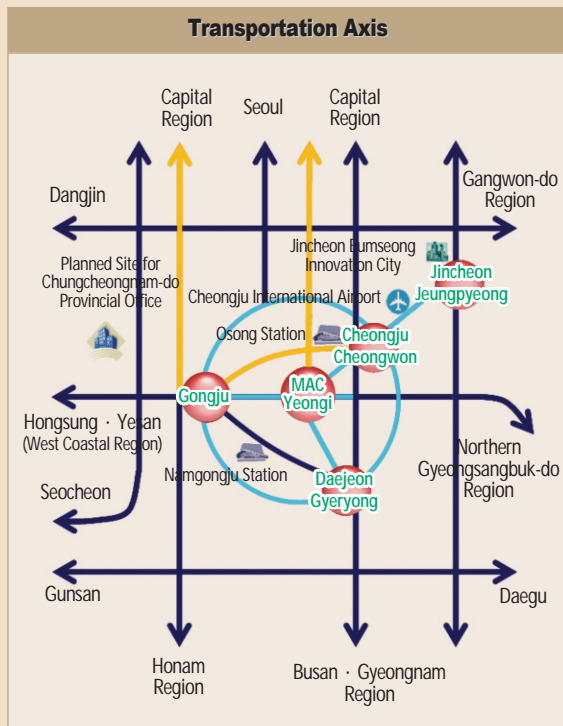 Transportation Axis
Capital
Region
Seoul
Capital
Region
Dangjin
Gangwon-do
Region
Planned Site for
Chungcheongnam-do
Provincial Office
Jincheon Eumseong
Innovation City
Jincheon
Jeungpyeong
Cheongju International Airport
Osong Station
Cheongju
Cheongwon
Gongju
MAC
Yeongi
Hongsung · Yesan
(West Coastal Region)
Northern
Gyeongsangbuk-do
Region
Namgongju Station
Daejeon
Gyeryong
Seocheon
Gunsan
Daegu
Honam
Region
Busan · Gyeongnam
Region